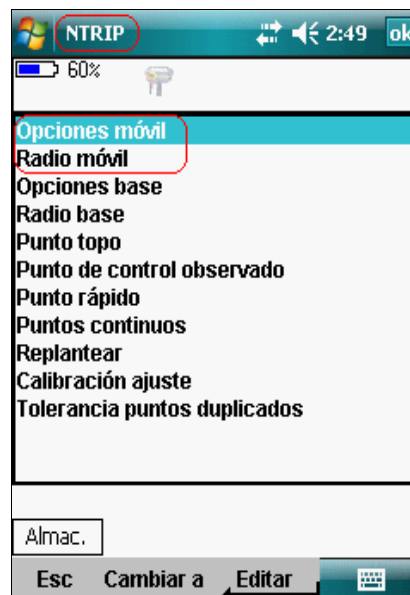 NTRIP 2:49 ok
60%
Opciones móvil
Radio móvil
Opciones base
Radio base
Punto topo
Punto de control observado
Punto rápido
Puntos continuos
Replantear
Calibración ajuste
Tolerancia puntos duplicados
Almac.
Esc Cambiar a Editar